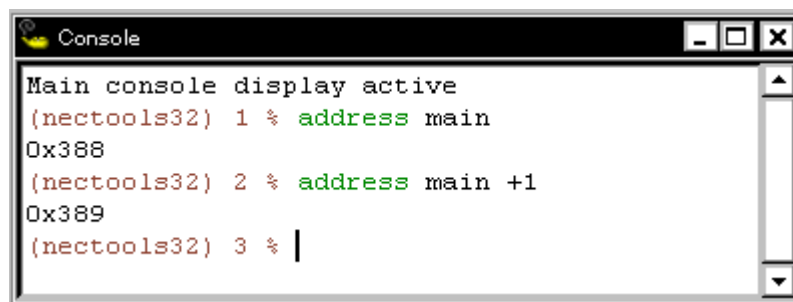 Console
Main console display active
(nectools32) 1 % address main
0x388
(nectools32) 2 % address main +1
0x389
(nectools32) 3 %